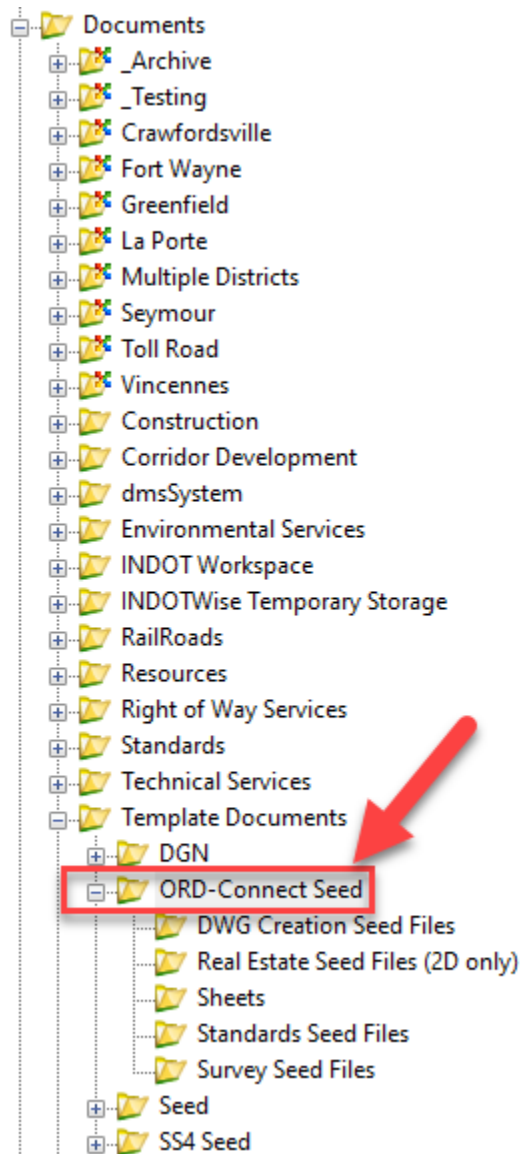 Documents
_Archive
_Testing
Crawfordsville
Fort Wayne
Greenfield
La Porte
Multiple Districts
Seymour
Toll Road
Vincennes
Construction
Corridor Development
dmsSystem
Environmental Services
INDOT Workspace
INDOTWise Temporary Storage
RailRoads
Resources
Right of Way Services
Standards
Technical Services
Template Documents
DGN
ORD-Connect Seed
DWG Creation Seed Files
Real Estate Seed Files (2D only)
Sheets
Standards Seed Files
Survey Seed Files
Seed
SS4 Seed